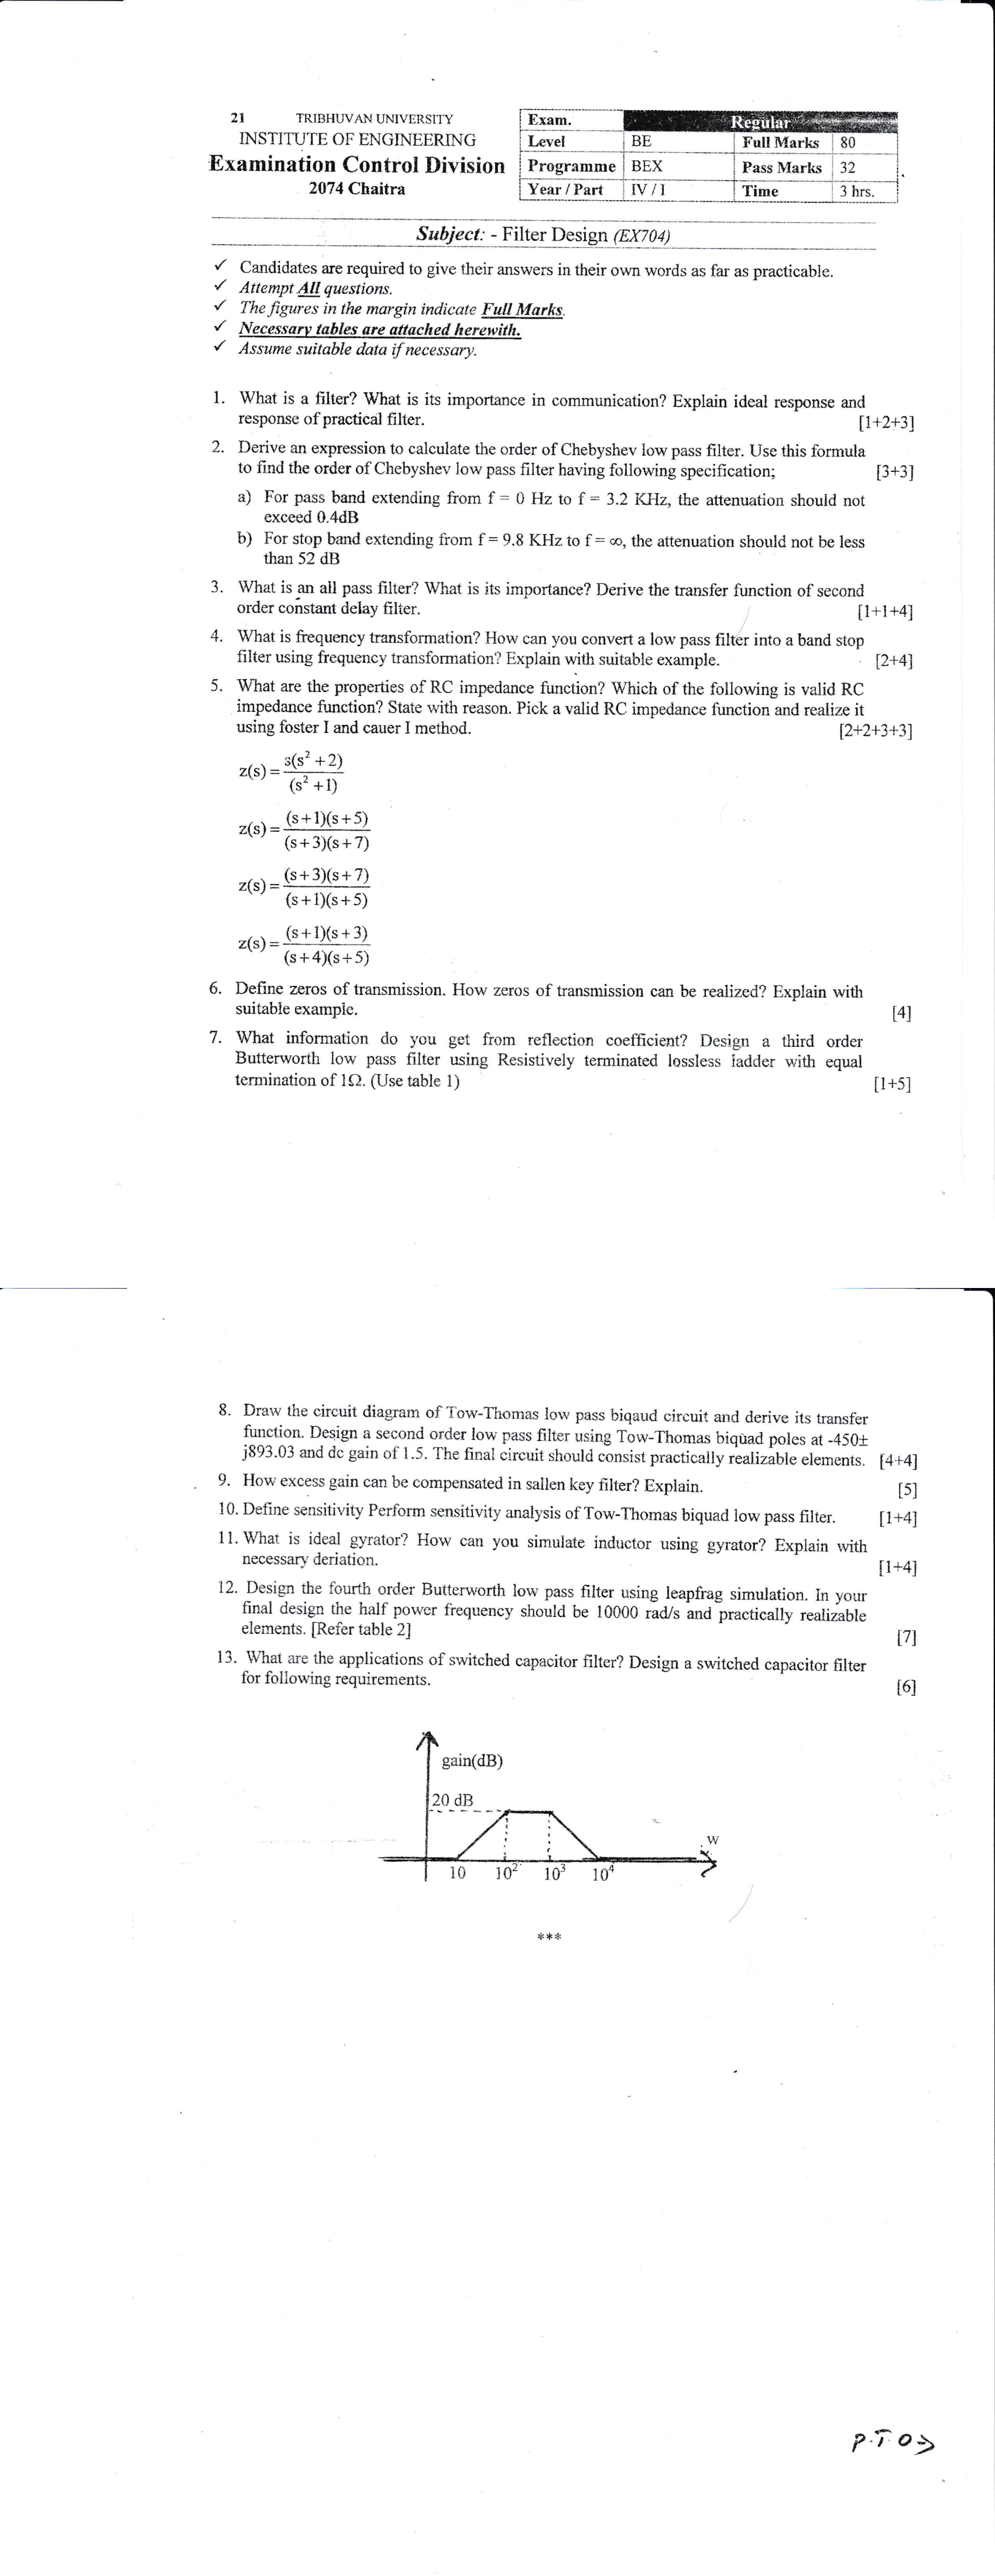 21 TRIBHUVAN UNIVERSITY
INSTITUTE OF ENGINEERING
Examination Control Division
2074 Chaitra
Exam. Regular
Level BE Full Marks 80
Programme BEX Pass Marks 32
Year / Part IV / I Time 3 hrs.
Subject: - Filter Design (EX704)
✓ Candidates are required to give their answers in their own words as far as practicable.
✓ Attempt All questions.
✓ The figures in the margin indicate Full Marks.
✓ Necessary tables are attached herewith.
✓ Assume suitable data if necessary.
1. What is a filter? What is its importance in communication? Explain ideal response and
response of practical filter. [1+2+3]
2. Derive an expression to calculate the order of Chebyshev low pass filter. Use this formula
to find the order of Chebyshev low pass filter having following specification; [3+3]
a) For pass band extending from f = 0 Hz to f = 3.2 KHz, the attenuation should not
exceed 0.4dB
b) For stop band extending from f = 9.8 KHz to f = ∞, the attenuation should not be less
than 52 dB
3. What is an all pass filter? What is its importance? Derive the transfer function of second
order constant delay filter. [1+1+4]
4. What is frequency transformation? How can you convert a low pass filter into a band stop
filter using frequency transformation? Explain with suitable example. [2+4]
5. What are the properties of RC impedance function? Which of the following is valid RC
impedance function? State with reason. Pick a valid RC impedance function and realize it
using foster I and cauer I method. [2+2+3+3]
z(s) = s(s² + 2) / (s² + 1)
z(s) = (s+1)(s+5) / (s+3)(s+7)
z(s) = (s+3)(s+7) / (s+1)(s+5)
z(s) = (s+1)(s+3) / (s+4)(s+5)
6. Define zeros of transmission. How zeros of transmission can be realized? Explain with
suitable example. [4]
7. What information do you get from reflection coefficient? Design a third order
Butterworth low pass filter using Resistively terminated lossless ladder with equal
termination of 1Ω. (Use table 1) [1+5]
8. Draw the circuit diagram of Tow-Thomas low pass biqaud circuit and derive its transfer
function. Design a second order low pass filter using Tow-Thomas biquad poles at -450±
j893.03 and dc gain of 1.5. The final circuit should consist practically realizable elements. [4+4]
9. How excess gain can be compensated in sallen key filter? Explain. [5]
10. Define sensitivity Perform sensitivity analysis of Tow-Thomas biquad low pass filter. [1+4]
11. What is ideal gyrator? How can you simulate inductor using gyrator? Explain with
necessary deriation. [1+4]
12. Design the fourth order Butterworth low pass filter using leapfrag simulation. In your
final design the half power frequency should be 10000 rad/s and practically realizable
elements. [Refer table 2] [7]
13. What are the applications of switched capacitor filter? Design a switched capacitor filter
for following requirements. [6]
gain(dB)
20 dB
w
10 10² 10³ 10⁴
***
P.T.O>